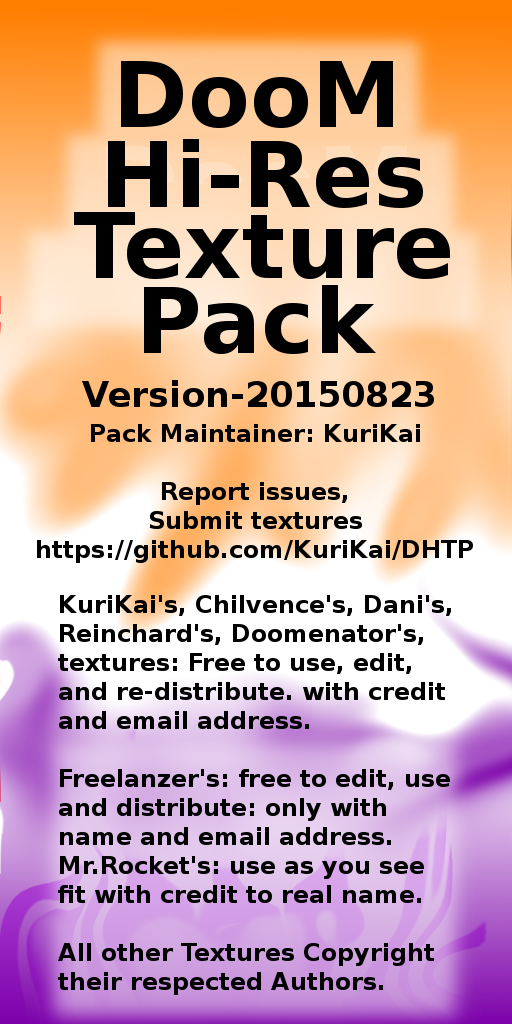 DooM
Hi-Res
Texture
Pack
Version-20150823
Pack Maintainer: KuriKai
Report issues,
Submit textures
https://github.com/KuriKai/DHTP
KuriKai's, Chilvence's, Dani's,
Reinchard's, Doomenator's,
textures: Free to use, edit,
and re-distribute. with credit
and email address.
Freelanzer's: free to edit, use
and distribute: only with
name and email address.
Mr.Rocket's: use as you see
fit with credit to real name.
All other Textures Copyright
their respected Authors.